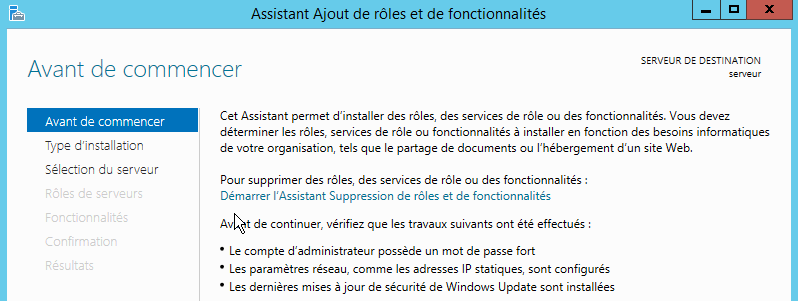 Assistant Ajout de rôles et de fonctionnalités
Avant de commencer
SERVEUR DE DESTINATION
serveur
Avant de commencer
Type d'installation
Sélection du serveur
Rôles de serveurs
Fonctionnalités
Confirmation
Résultats
Cet Assistant permet d'installer des rôles, des services de rôle ou des fonctionnalités. Vous devez
déterminer les rôles, services de rôle ou fonctionnalités à installer en fonction des besoins informatiques
de votre organisation, tels que le partage de documents ou l'hébergement d'un site Web.
Pour supprimer des rôles, des services de rôle ou des fonctionnalités :
Démarrer l'Assistant Suppression de rôles et de fonctionnalités
Avant de continuer, vérifiez que les travaux suivants ont été effectués :
• Le compte d'administrateur possède un mot de passe fort
• Les paramètres réseau, comme les adresses IP statiques, sont configurés
• Les dernières mises à jour de sécurité de Windows Update sont installées